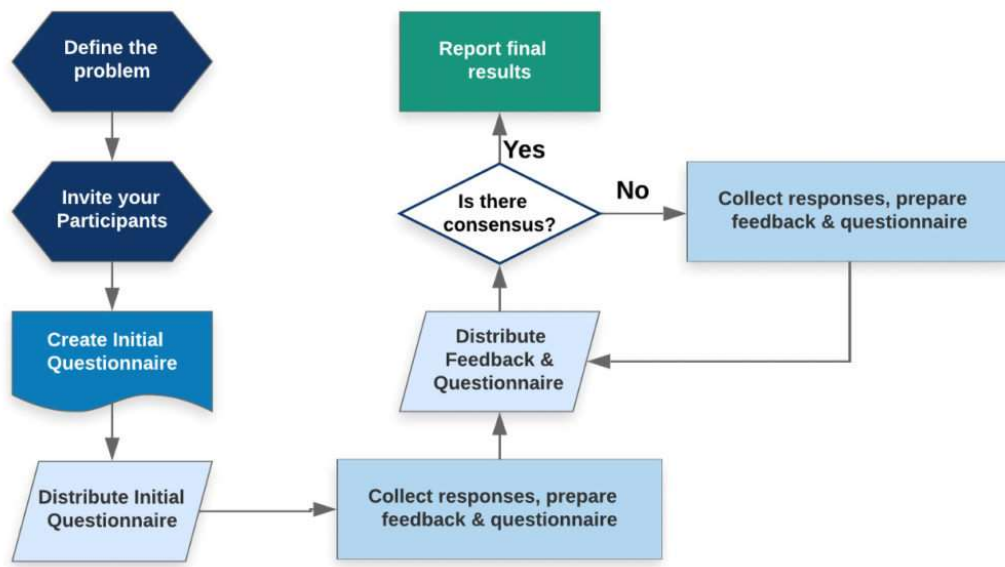 Define the
problem
Invite your
Participants
Create Initial
Questionnaire
Distribute Initial
Questionnaire
Collect responses, prepare
feedback & questionnaire
Distribute
Feedback &
Questionnaire
Is there
consensus?
Yes
Report final
results
No
Collect responses, prepare
feedback & questionnaire